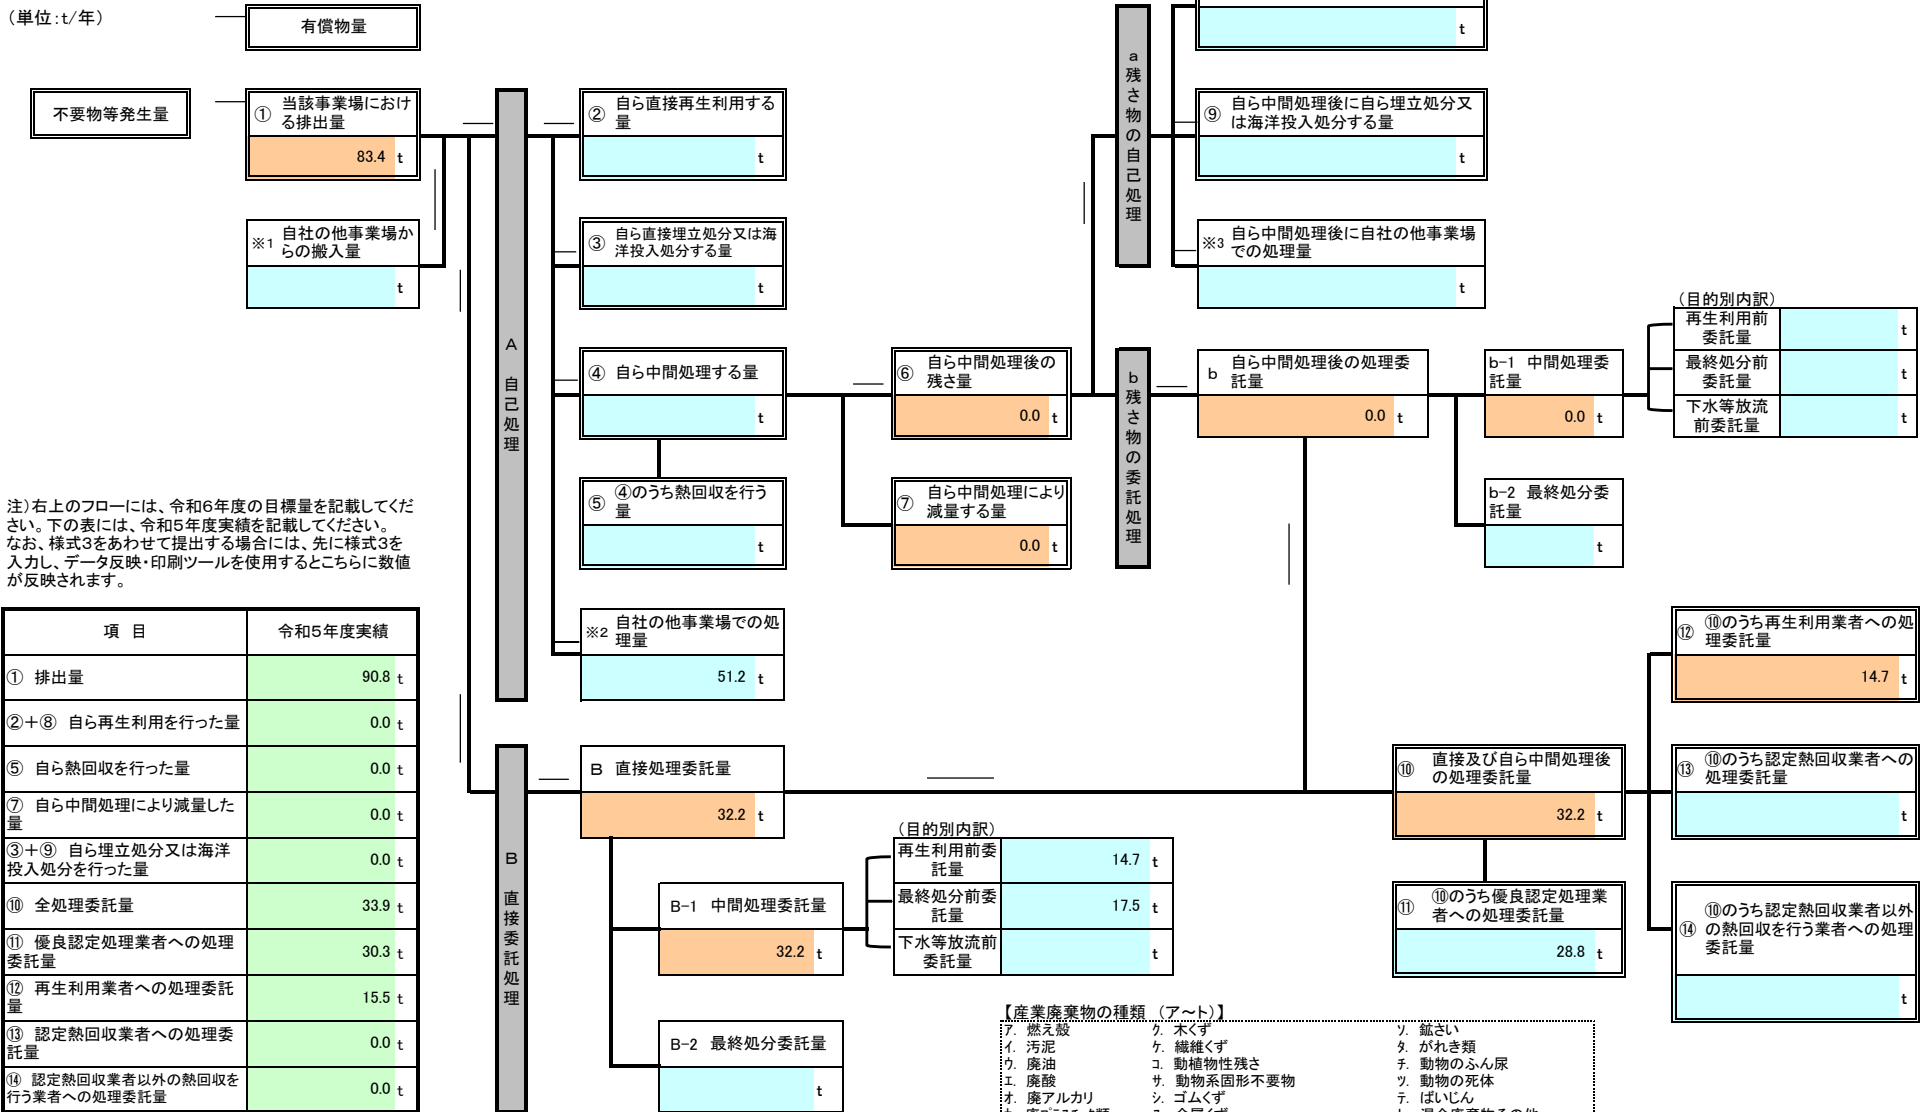 (単位:t/年)
有償物量
t
不要物等発生量
① 当該事業場におけ
る排出量
83.4 t
※1 自社の他事業場か
らの搬入量
t
A 自己処理
② 自ら直接再生利用する
量
t
③ 自ら直接埋立処分又は海
洋投入処分する量
t
④ 自ら中間処理する量
t
⑤ ④のうち熱回収を行う
量
t
※2 自社の他事業場での処
理量
51.2 t
⑥ 自ら中間処理後の
残さ量
0.0 t
⑦ 自ら中間処理により
減量する量
0.0 t
a 残さ物の自己処理
⑨ 自ら中間処理後に自ら埋立処分又
は海洋投入処分する量
t
※3 自ら中間処理後に自社の他事業場
での処理量
t
b 残さ物の委託処理
b 自ら中間処理後の処理委
託量
0.0 t
b-1 中間処理委
託量
0.0 t
b-2 最終処分委
託量
t
(目的別内訳)
再生利用前
委託量
t
最終処分前
委託量
t
下水等放流
前委託量
t
注)右上のフローには、令和6年度の目標量を記載してくだ
さい。下の表には、令和5年度実績を記載してください。
なお、様式3をあわせて提出する場合には、先に様式3を
入力し、データ反映・印刷ツールを使用するとこちらに数値
が反映されます。
項 目 令和5年度実績
① 排出量 90.8 t
②+⑧ 自ら再生利用を行った量 0.0 t
⑤ 自ら熱回収を行った量 0.0 t
⑦ 自ら中間処理により減量した
量 0.0 t
③+⑨ 自ら埋立処分又は海洋
投入処分を行った量 0.0 t
⑩ 全処理委託量 33.9 t
⑪ 優良認定処理業者への処理
委託量 30.3 t
⑫ 再生利用業者への処理委託
量 15.5 t
⑬ 認定熱回収業者への処理委
託量 0.0 t
⑭ 認定熱回収業者以外の熱回収を
行う業者への処理委託量 0.0 t
B 直接委託処理
B 直接処理委託量
32.2 t
B-1 中間処理委託量
32.2 t
B-2 最終処分委託量
t
(目的別内訳)
再生利用前委
託量
14.7 t
最終処分前委
託量
17.5 t
下水等放流前
委託量
t
⑩ 直接及び自ら中間処理後
の処理委託量
32.2 t
⑪ ⑩のうち優良認定処理業
者への処理委託量
28.8 t
⑫ ⑩のうち再生利用業者への処
理委託量
14.7 t
⑬ ⑩のうち認定熱回収業者への
処理委託量
t
⑭ ⑩のうち認定熱回収業者以外
の熱回収を行う業者への処理
委託量
t
【産業廃棄物の種類 (ア~ト)】
ア. 燃え殻 ク. 木くず ソ. 鉱さい
イ. 汚泥 ケ. 繊維くず タ. がれき類
ウ. 廃油 コ. 動植物性残さ チ. 動物のふん尿
エ. 廃酸 サ. 動物系固形不要物 ツ. 動物の死体
オ. 廃アルカリ シ. ゴムくず テ. ばいじん